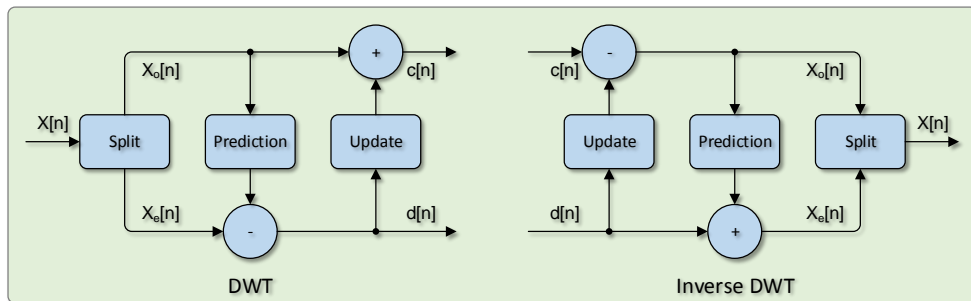 +
-
Xₒ[n]
c[n]
c[n]
Xₒ[n]
X[n]
Split
Prediction
Update
Update
Prediction
Split
X[n]
Xₑ[n]
d[n]
d[n]
Xₑ[n]
-
+
DWT
Inverse DWT